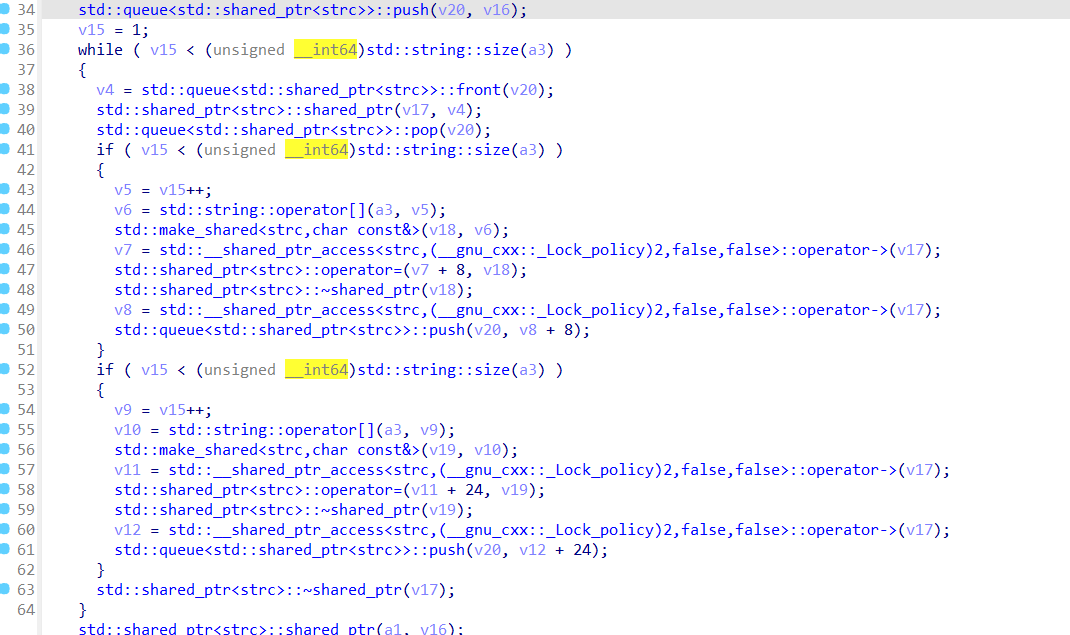 34 std::queue<std::shared_ptr<strc>>::push(v20, v16);
35 v15 = 1;
36 while ( v15 < (unsigned __int64)std::string::size(a3) )
37 {
38 v4 = std::queue<std::shared_ptr<strc>>::front(v20);
39 std::shared_ptr<strc>::shared_ptr(v17, v4);
40 std::queue<std::shared_ptr<strc>>::pop(v20);
41 if ( v15 < (unsigned __int64)std::string::size(a3) )
42 {
43 v5 = v15++;
44 v6 = std::string::operator[](a3, v5);
45 std::make_shared<strc,char const&>(v18, v6);
46 v7 = std::__shared_ptr_access<strc,(__gnu_cxx::_Lock_policy)2,false,false>::operator->(v17);
47 std::shared_ptr<strc>::operator=(v7 + 8, v18);
48 std::shared_ptr<strc>::~shared_ptr(v18);
49 v8 = std::__shared_ptr_access<strc,(__gnu_cxx::_Lock_policy)2,false,false>::operator->(v17);
50 std::queue<std::shared_ptr<strc>>::push(v20, v8 + 8);
51 }
52 if ( v15 < (unsigned __int64)std::string::size(a3) )
53 {
54 v9 = v15++;
55 v10 = std::string::operator[](a3, v9);
56 std::make_shared<strc,char const&>(v19, v10);
57 v11 = std::__shared_ptr_access<strc,(__gnu_cxx::_Lock_policy)2,false,false>::operator->(v17);
58 std::shared_ptr<strc>::operator=(v11 + 24, v19);
59 std::shared_ptr<strc>::~shared_ptr(v19);
60 v12 = std::__shared_ptr_access<strc,(__gnu_cxx::_Lock_policy)2,false,false>::operator->(v17);
61 std::queue<std::shared_ptr<strc>>::push(v20, v12 + 24);
62 }
63 std::shared_ptr<strc>::~shared_ptr(v17);
64 }
std::shared_ptr<strc>::shared_ptr(a1, v16);